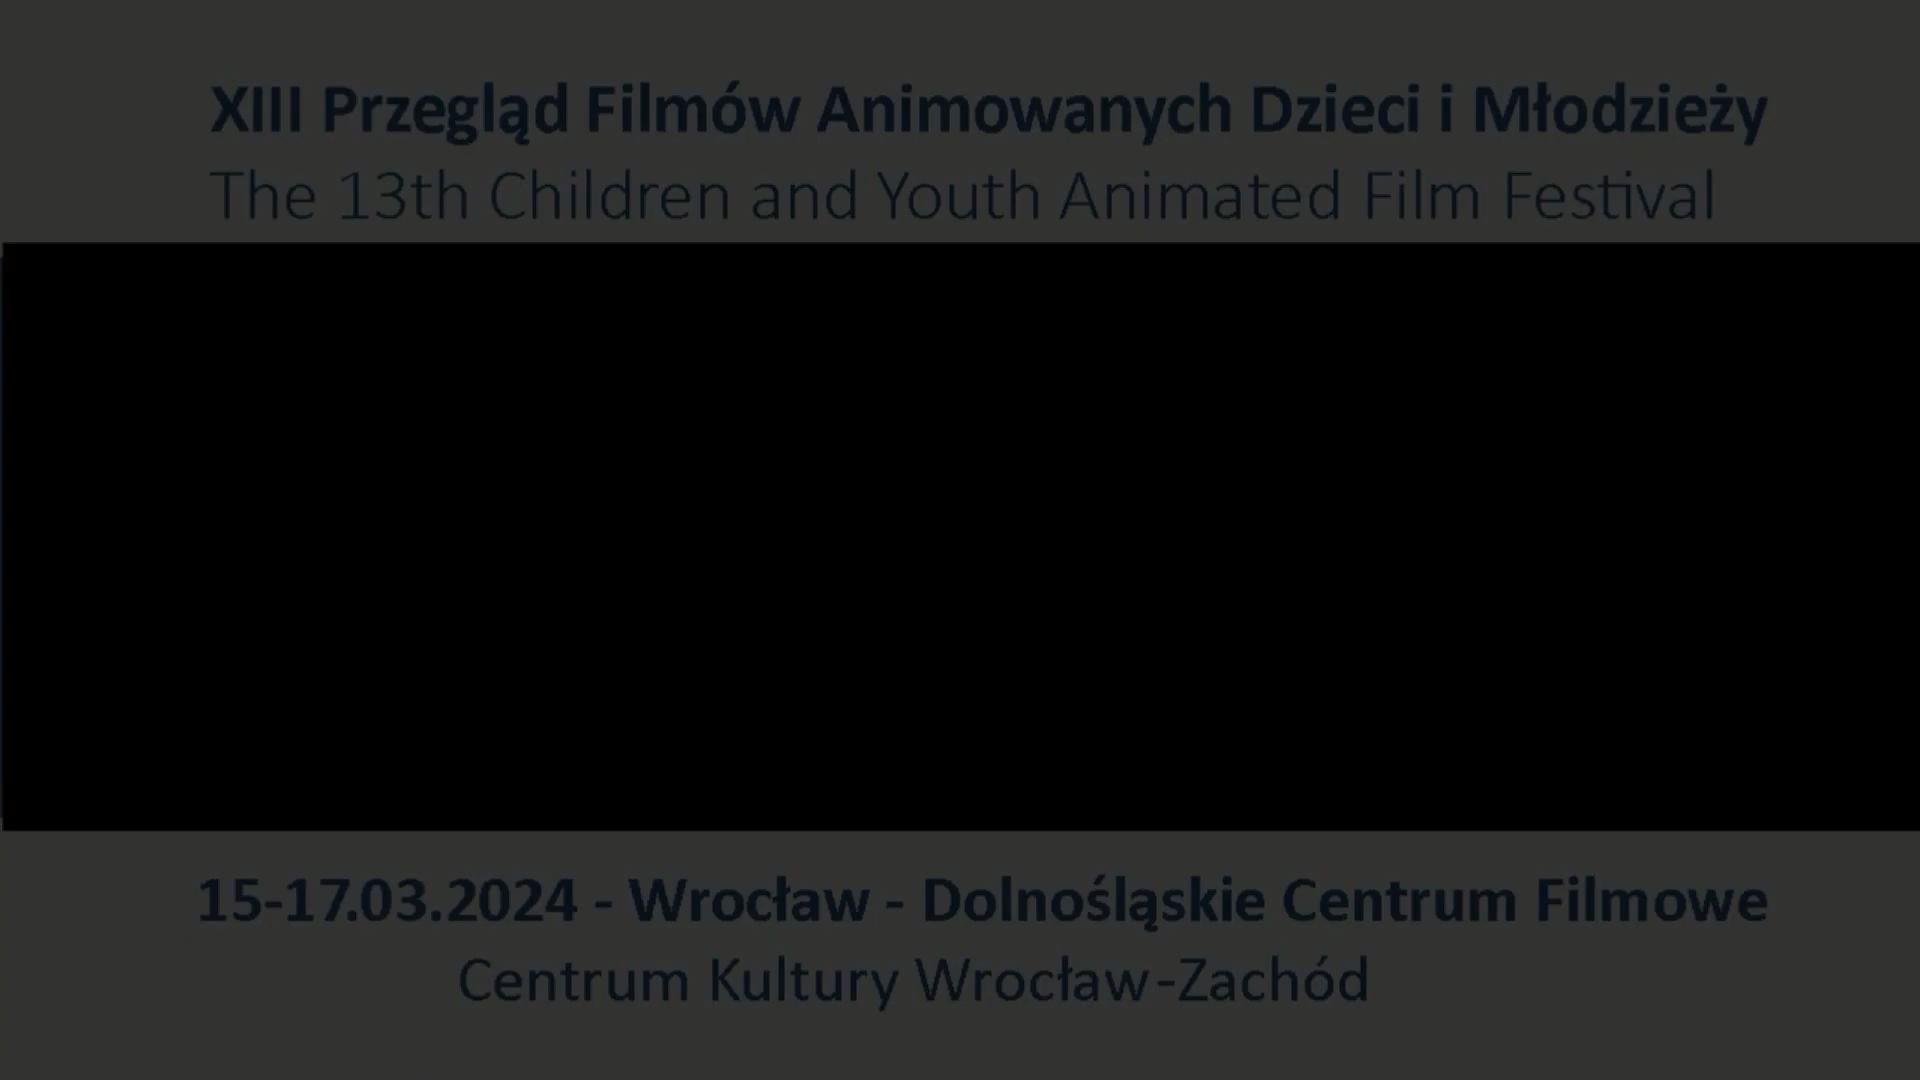 XIII Przegląd Filmów Animowanych Dzieci i Młodzieży
The 13th Children and Youth Animated Film Festival
15-17.03.2024 - Wrocław - Dolnośląskie Centrum Filmowe
Centrum Kultury Wrocław-Zachód